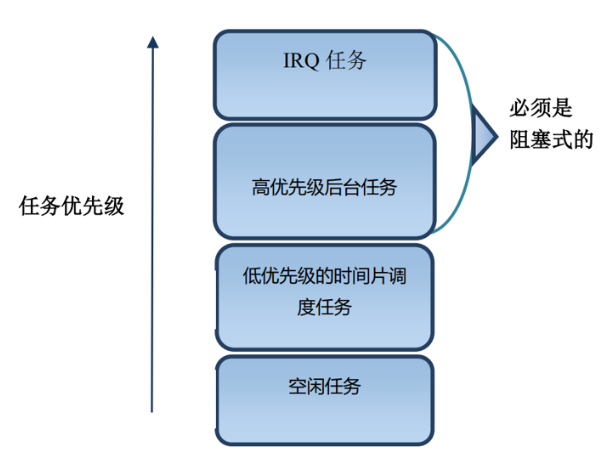 IRQ 任务
必须是
阻塞式的
高优先级后台任务
任务优先级
低优先级的时间片调
度任务
空闲任务